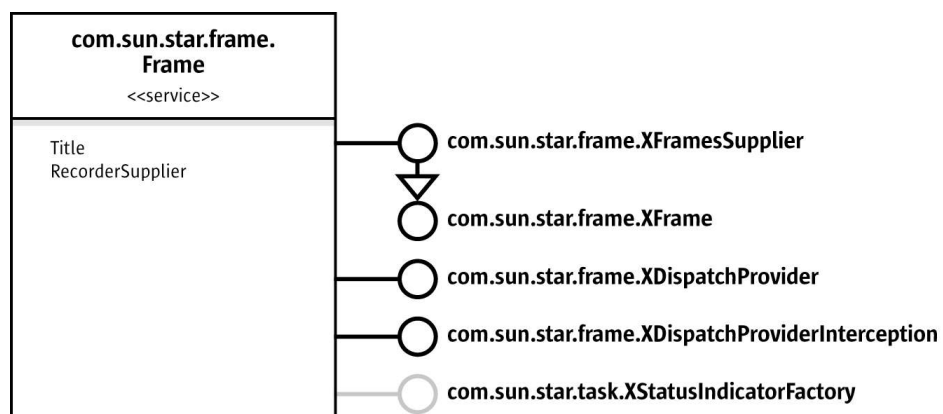 com.sun.star.frame.
Frame
<<service>>
Title
RecorderSupplier
com.sun.star.frame.XFramesSupplier
com.sun.star.frame.XFrame
com.sun.star.frame.XDispatchProvider
com.sun.star.frame.XDispatchProviderInterception
com.sun.star.task.XStatusIndicatorFactory